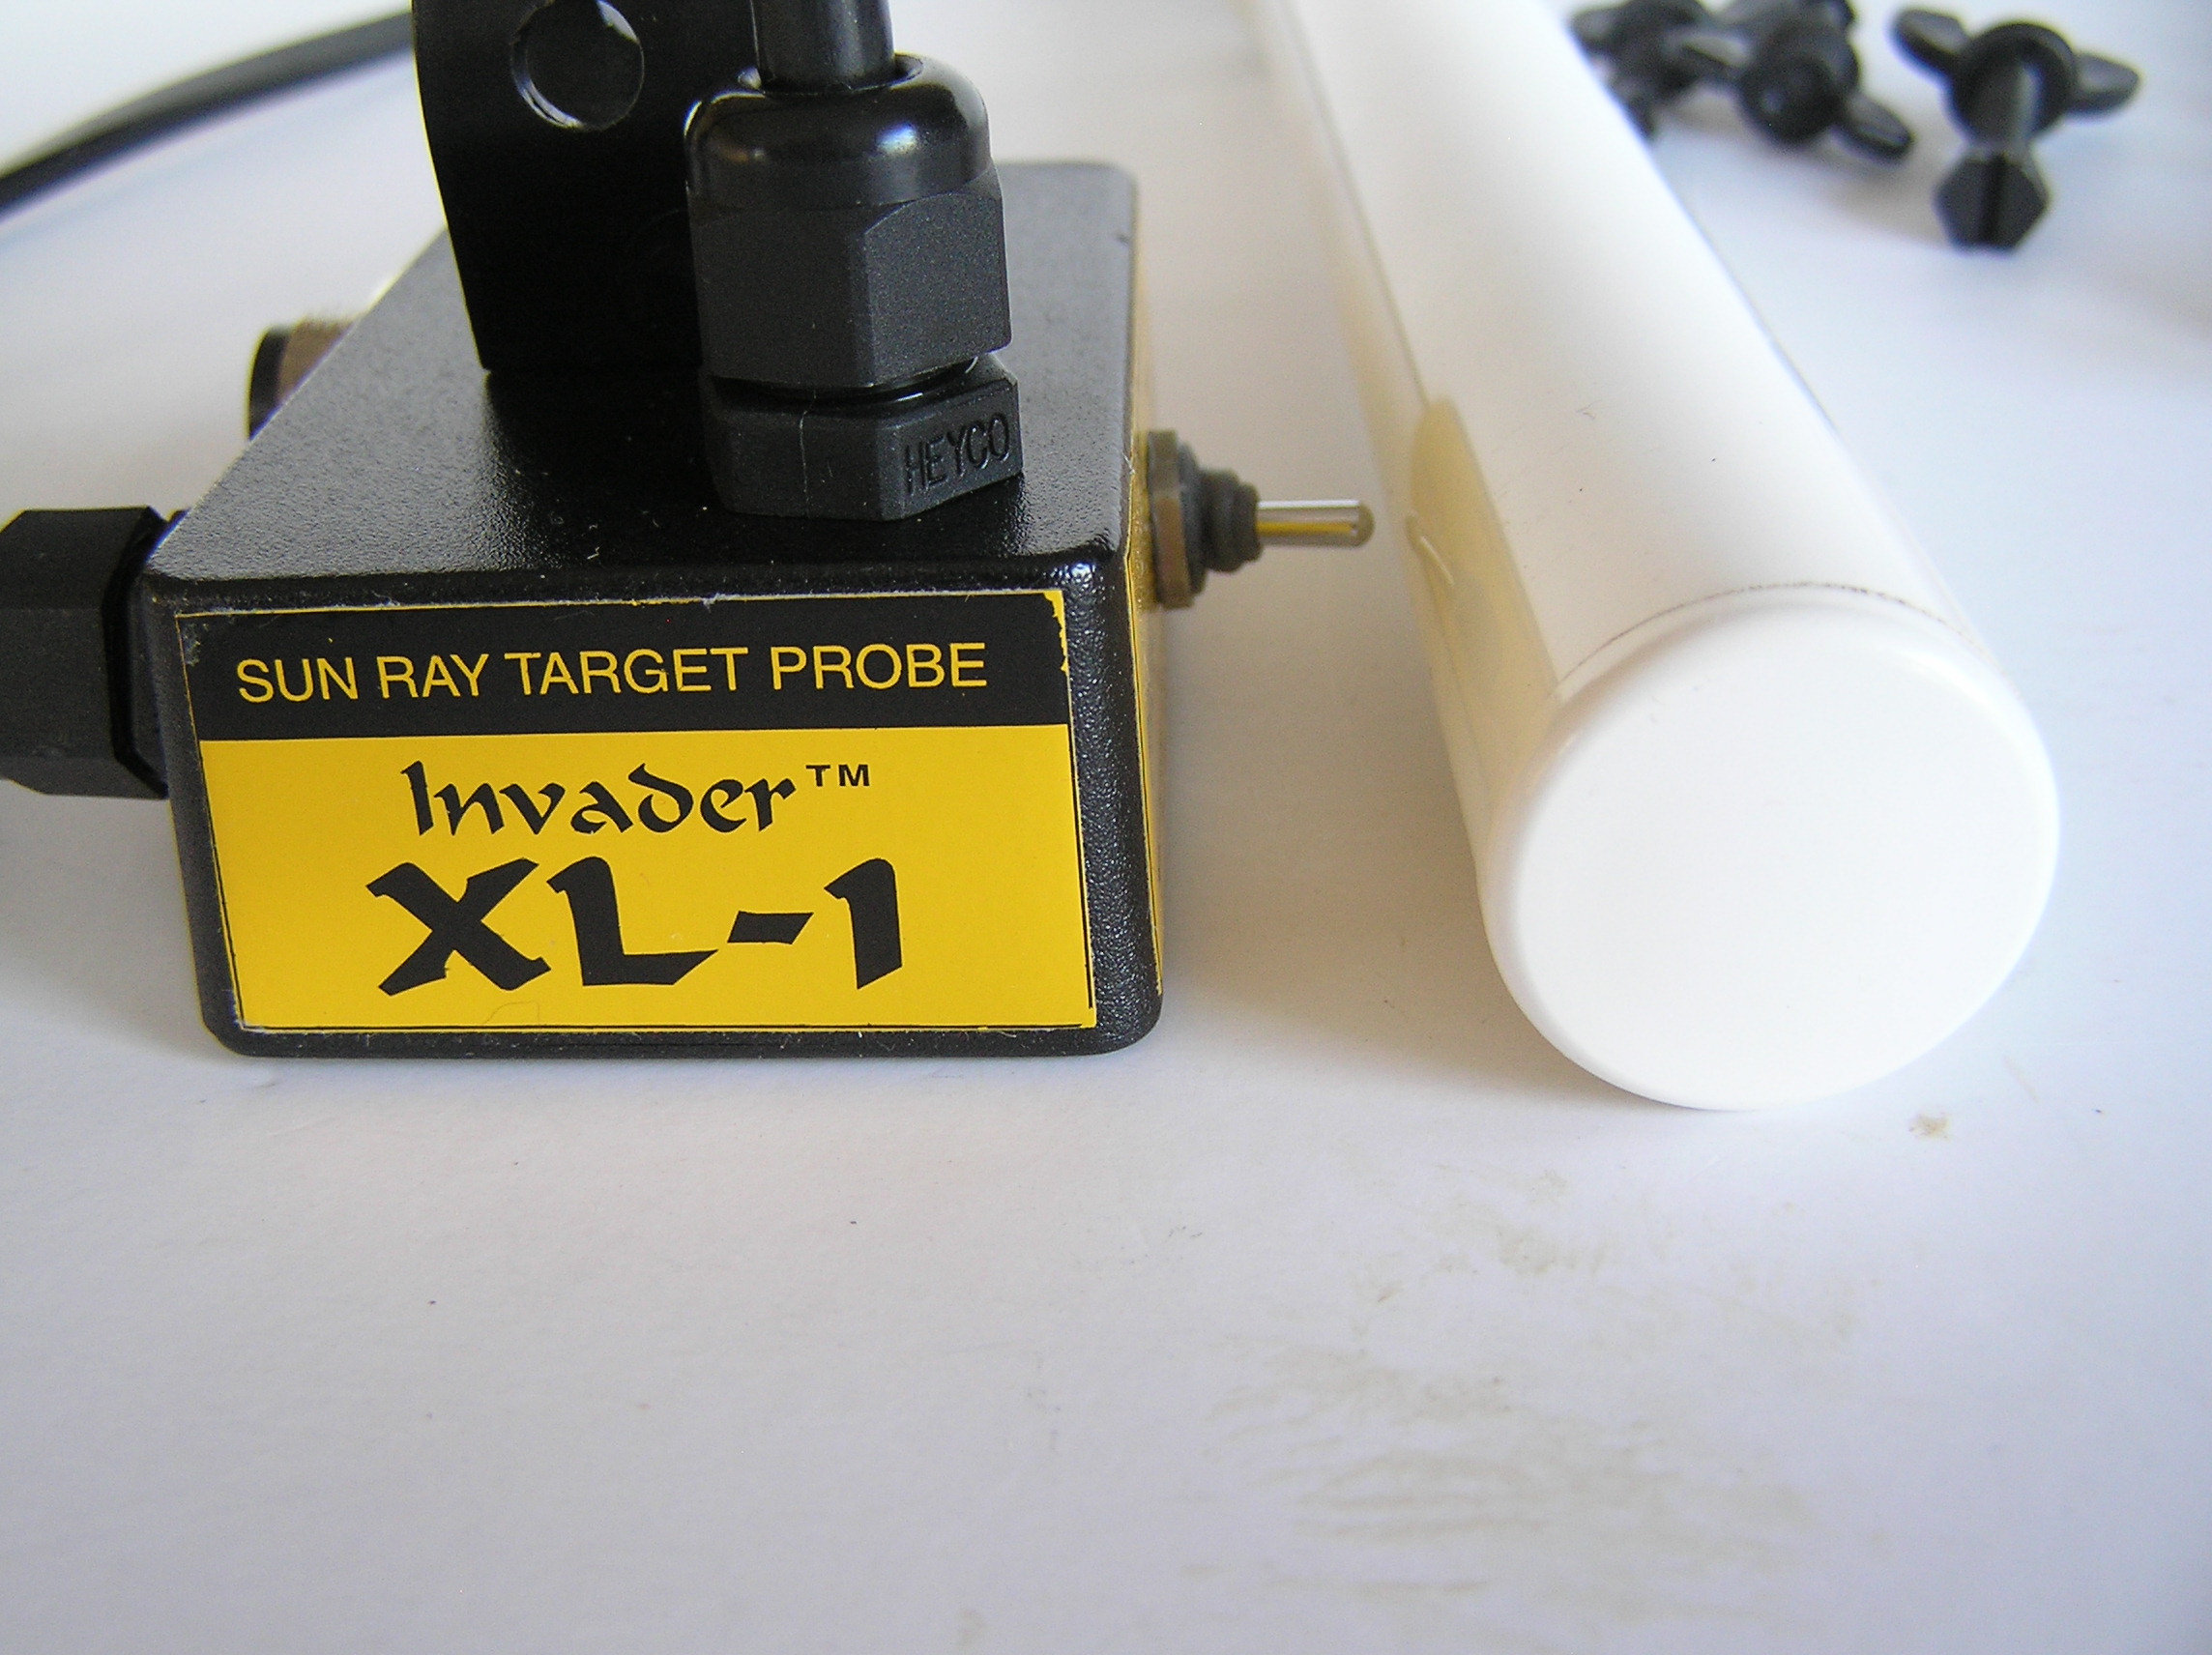 HEYCO
SUN RAY TARGET PROBE
Invader™
XL-1